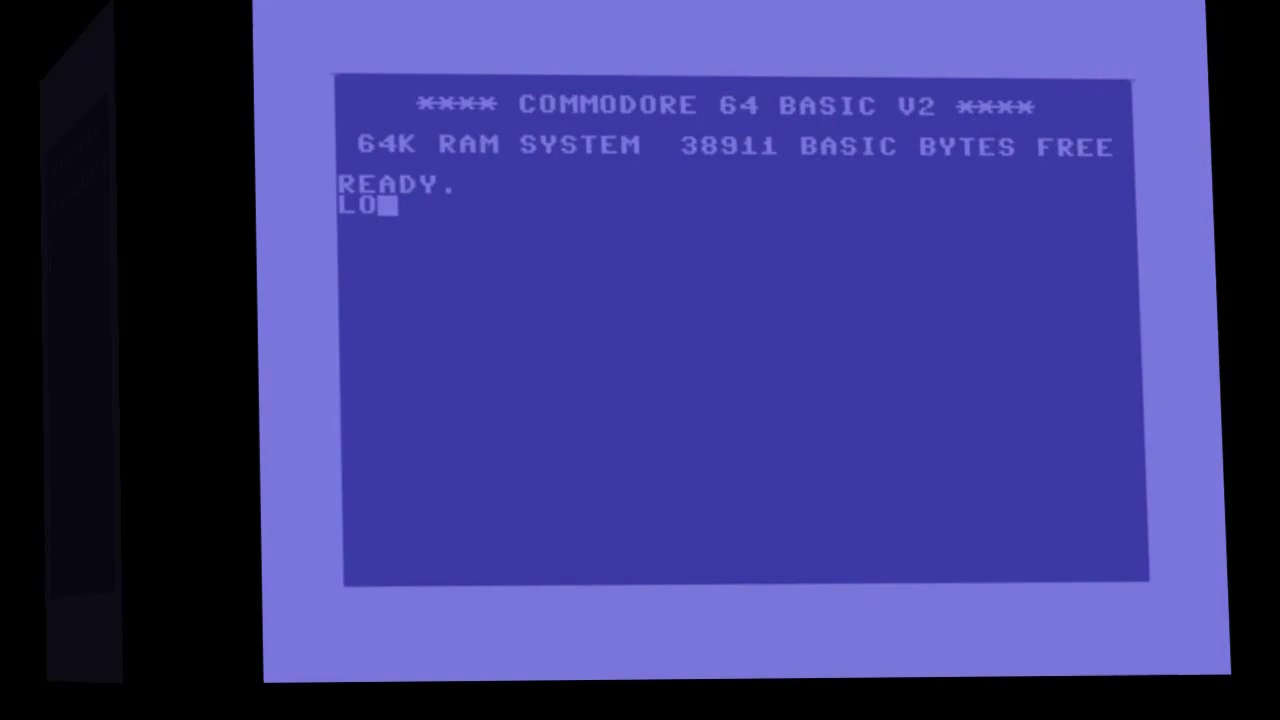 **** COMMODORE 64 BASIC V2 ****
64K RAM SYSTEM  38911 BASIC BYTES FREE
READY.
LO